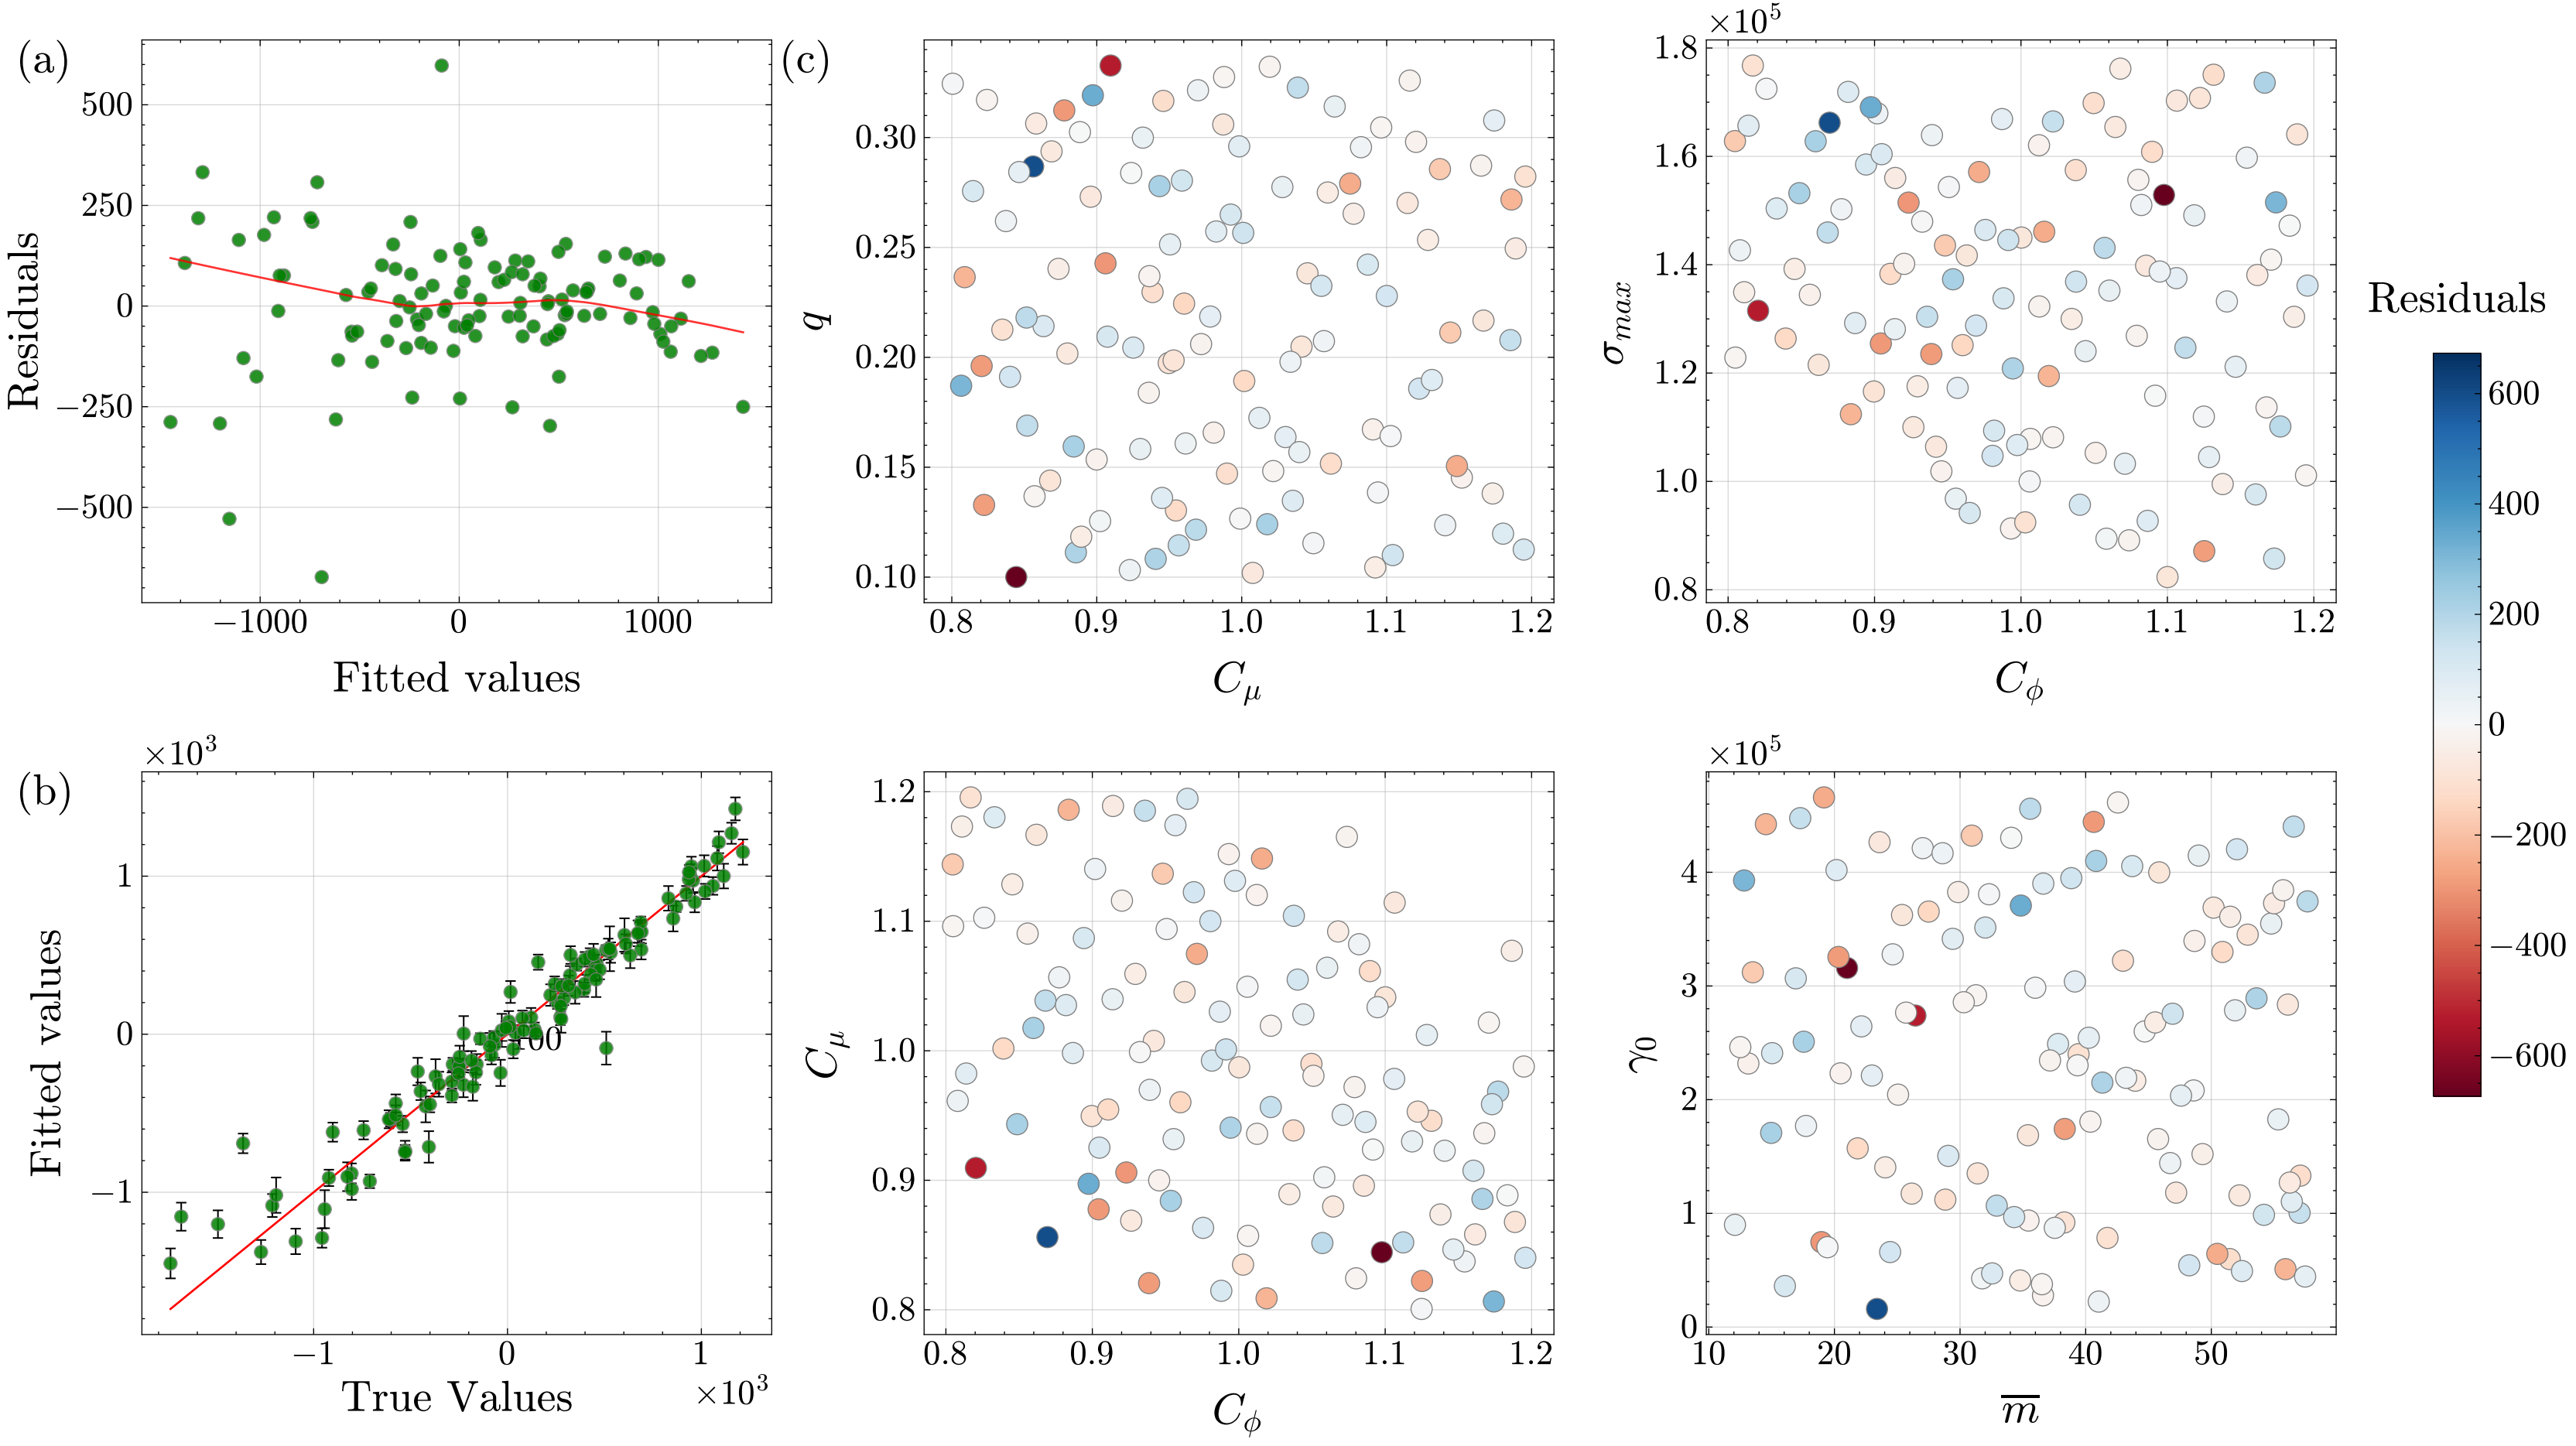 (a)
500
250
0
−250
−500
Residuals
−1000 0 1000
Fitted values
(b)
×10³
1
0
−1
Fitted values
00
−1 0 1
×10³
True Values
(c)
q
0.30
0.25
0.20
0.15
0.10
0.8 0.9 1.0 1.1 1.2
C_μ
×10⁵
1.8
1.6
1.4
1.2
1.0
0.8
σ_max
0.8 0.9 1.0 1.1 1.2
C_ϕ
1.2
1.1
1.0
0.9
0.8
C_μ
0.8 0.9 1.0 1.1 1.2
C_ϕ
×10⁵
4
3
2
1
0
γ₀
10 20 30 40 50
m̅
Residuals
600
400
200
0
−200
−400
−600